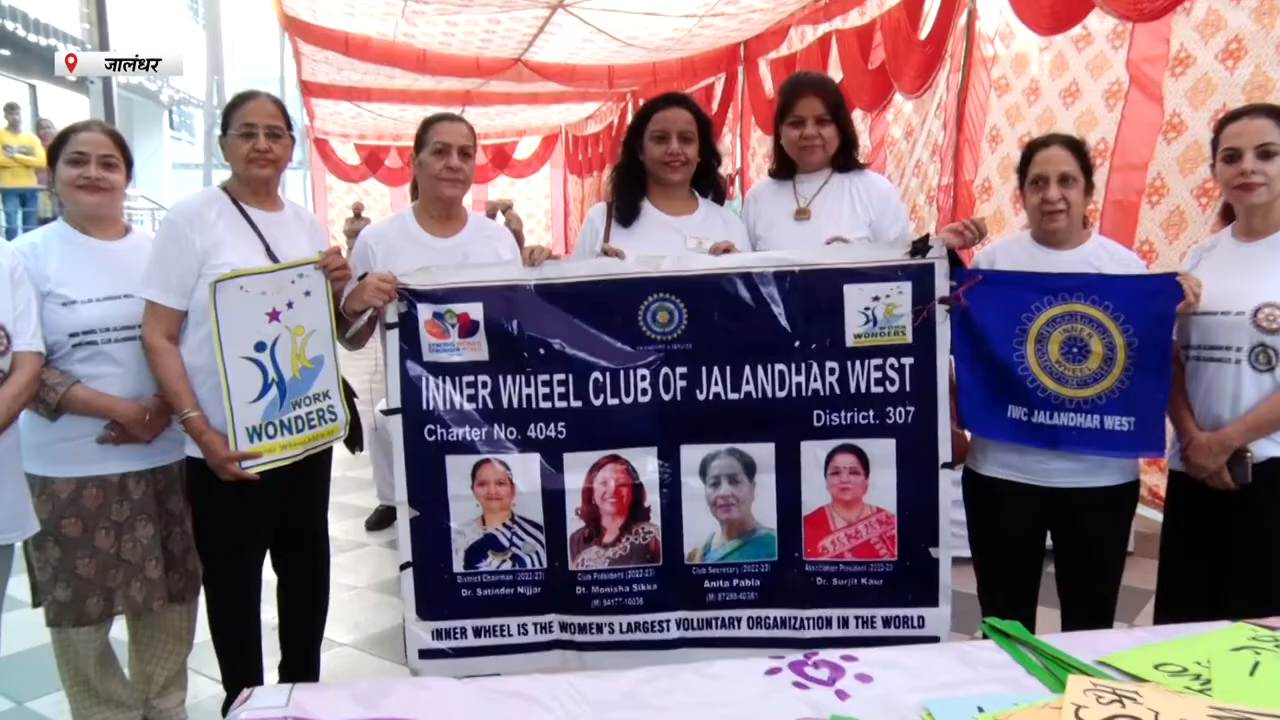 जालंधर
WORK
WONDERS
WORK
WONDERS
INNER WHEEL CLUB OF JALANDHAR WEST
Charter No. 4045
District. 307
District Chairman (2022-23)
Dr. Satinder Nijjar
Club President (2022-23)
Dt. Monisha Sikka
Club Secretary (2022-23)
Anita Pabla
Association President (2022-23)
Dr. Surjit Kaur
INNER WHEEL IS THE WOMEN'S LARGEST VOLUNTARY ORGANIZATION IN THE WORLD
INNER
WHEEL
IWC JALANDHAR WEST